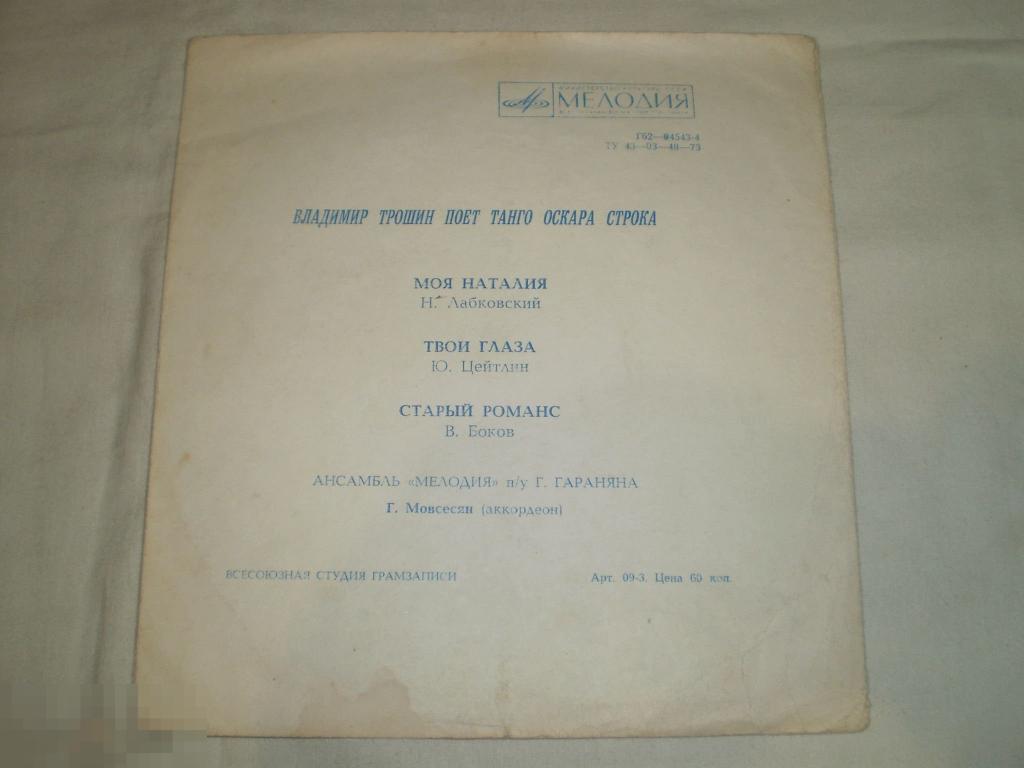 МЕЛОДИЯ
Г62—04543-4
ТУ 43—03—48—73
ВЛАДИМИР ТРОШИН ПОЕТ ТАНГО ОСКАРА СТРОКА
МОЯ НАТАЛИЯ
Н. Лабковский
ТВОИ ГЛАЗА
Ю. Цейтлин
СТАРЫЙ РОМАНС
В. Боков
АНСАМБЛЬ «МЕЛОДИЯ» п/у Г. ГАРАНЯНА
Г. Мовсесян (аккордеон)
ВСЕСОЮЗНАЯ СТУДИЯ ГРАМЗАПИСИ
Арт. 09-3. Цена 60 коп.